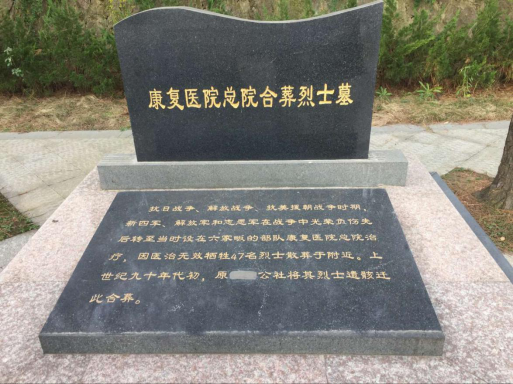 康复医院总院合葬烈士墓
抗日战争、解放战争、抗美援朝战争时期
新四军、解放军和志愿军在战争中光荣负伤先
后转至当时设在六家畈的部队康复医院总院治
疗，因医治无效牺牲47名烈士散葬于附近。上
世纪九十年代初，原公社将其烈士遗骸迁
此合葬。